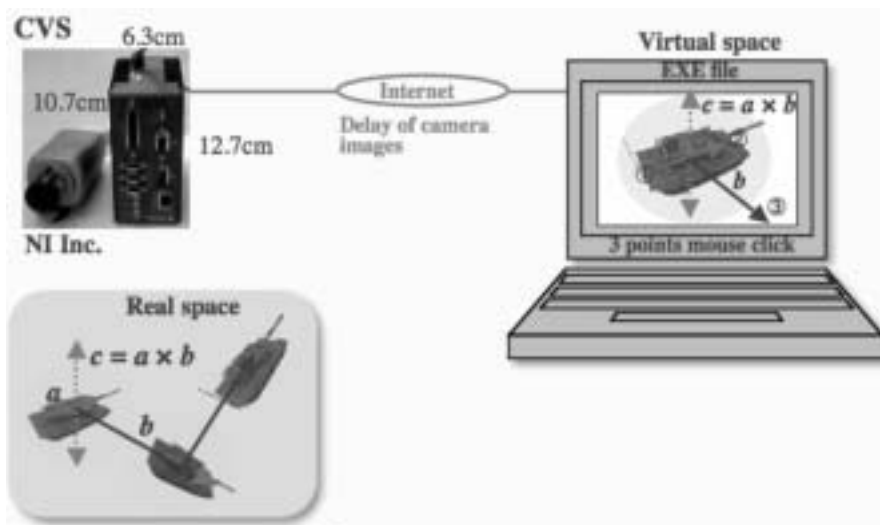 CVS
6.3cm
10.7cm
12.7cm
NI Inc.
Internet
Delay of camera
images
Virtual space
EXE file
c = a × b
b
③
3 points mouse click
Real space
c = a × b
a
b